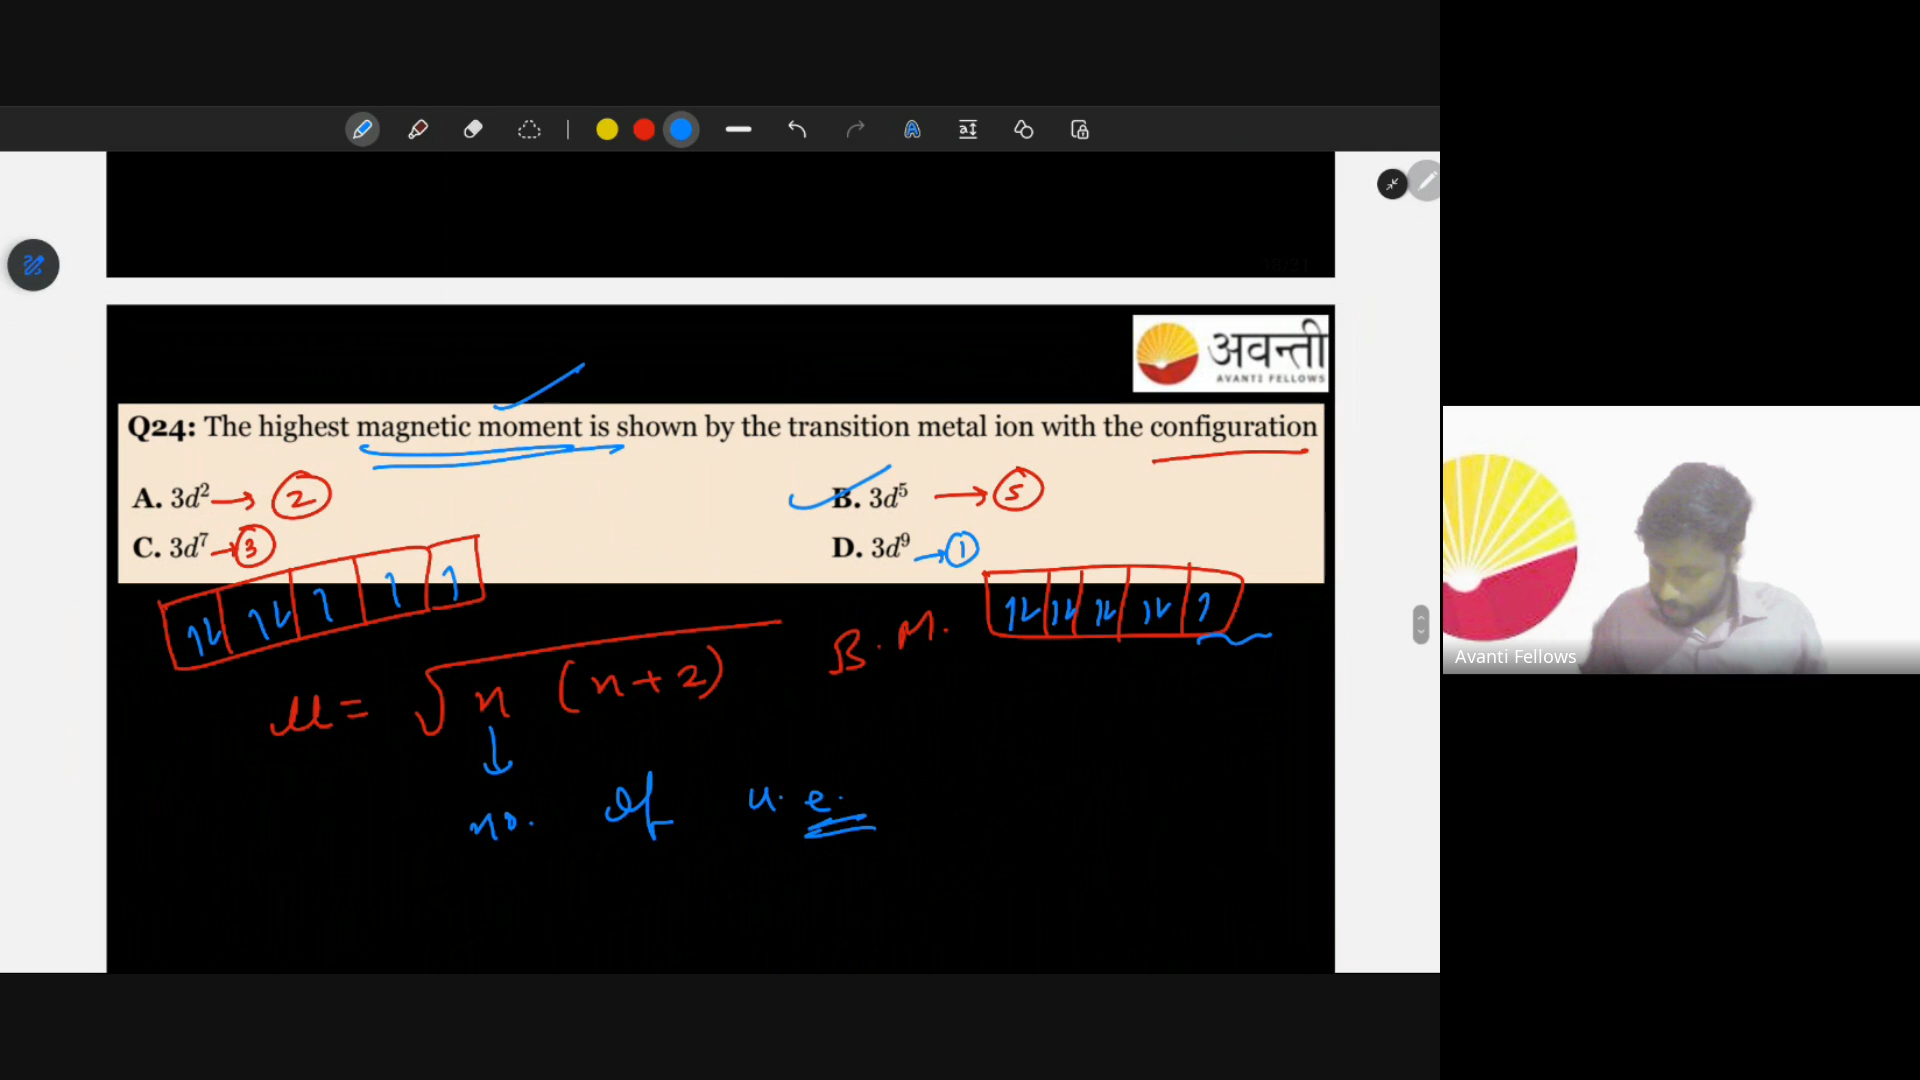 अवन्ती
AVANTI FELLOWS
Q24: The highest magnetic moment is shown by the transition metal ion with the configuration
A. 3d² → 2
B. 3d⁵ → 5
C. 3d⁷ → 3
D. 3d⁹ → 1
μ = √n (n+2) B.M.
↓
no. of u.e.
Avanti Fellows